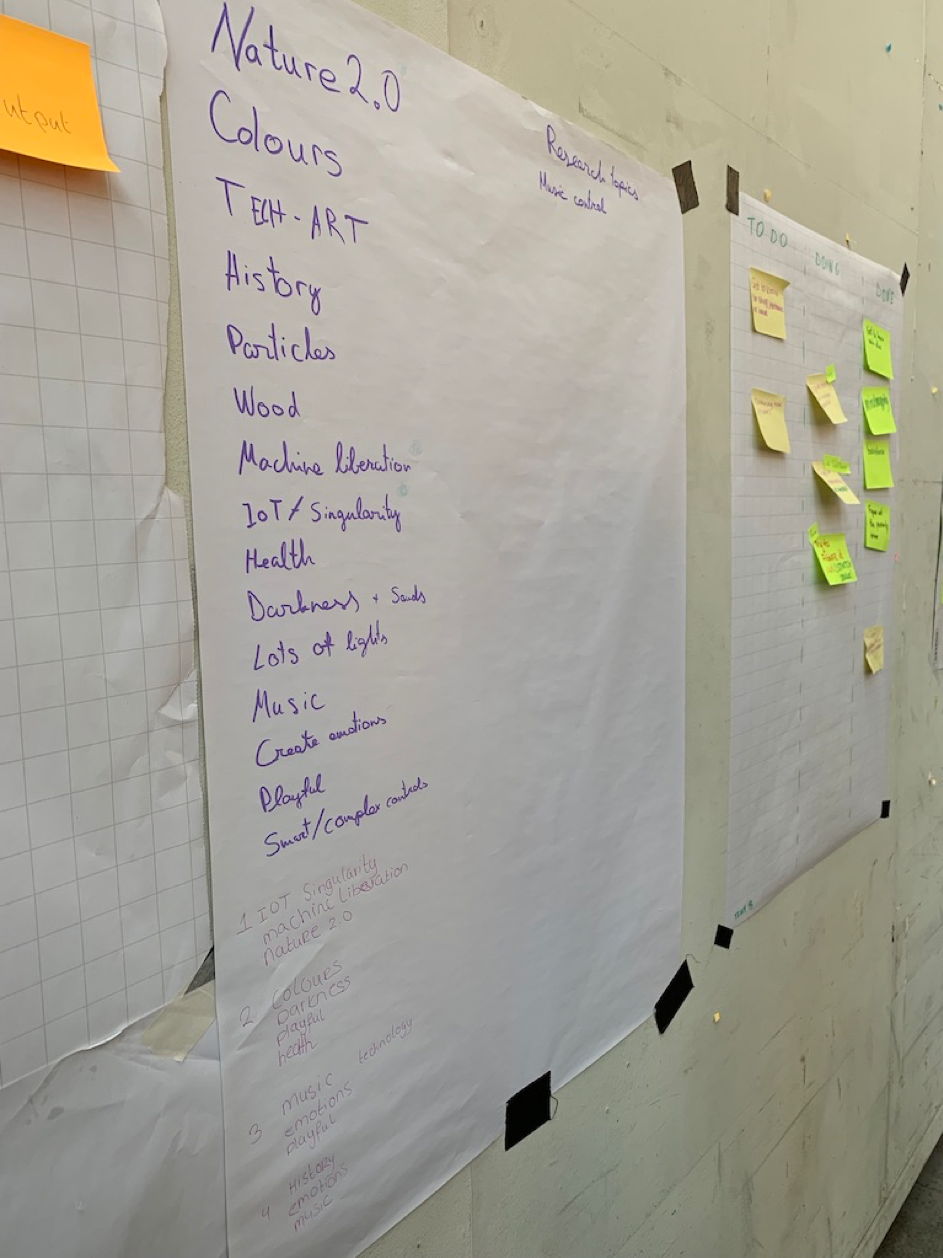 utput
Nature 2.0
Colours
TECH-ART
History
Particles
Wood
Machine liberation
IoT / Singularity
Health
Darkness +
Lots of lights
Music
Create emotions
Playful
Smart/complex controls
Research topics
Music control
1 IOT Singularity
machine Liberation
Nature 2.0
2 Colours
Darkness
playful
health
technology
music
3 emotions
playful
History
4 emotions
music
TO DO
DOING
DONE